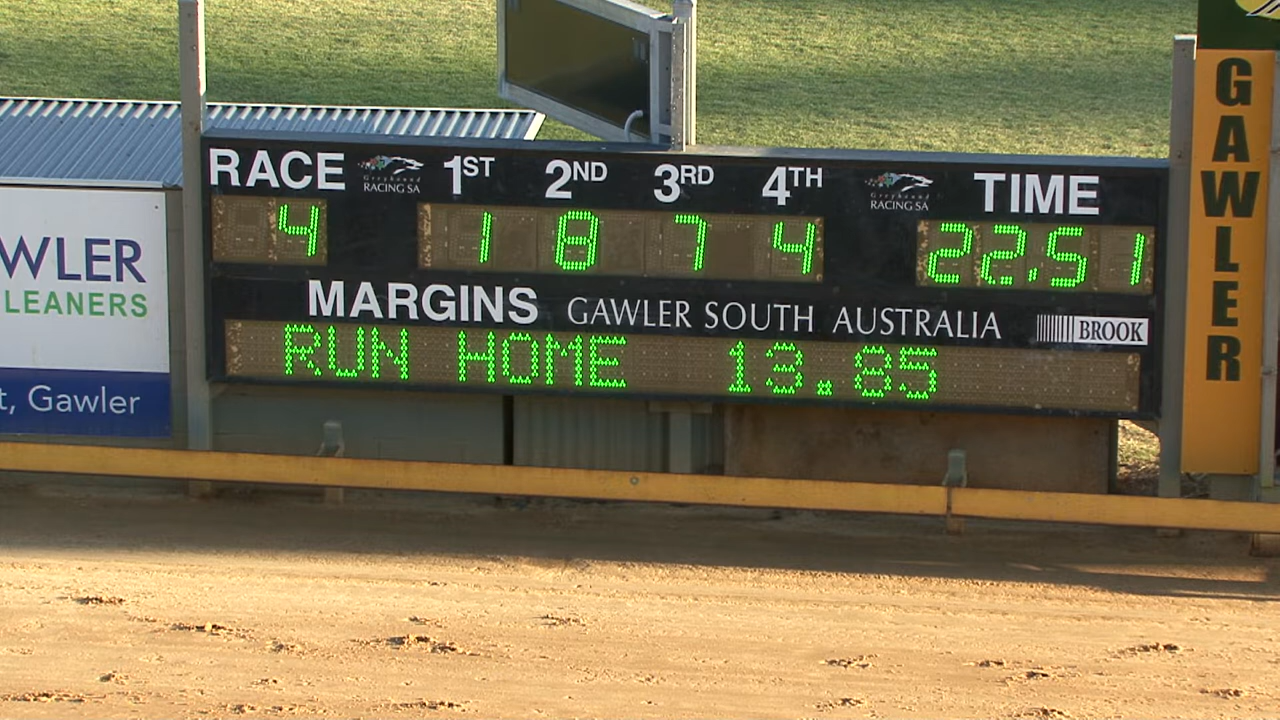 RACE Greyhound RACING SA 1ST 2ND 3RD 4TH Greyhound RACING SA TIME
4 1 8 7 4 22.51
MARGINS GAWLER SOUTH AUSTRALIA BROOK
RUN HOME 13.85
WLER
LEANERS
t, Gawler
GAWLER